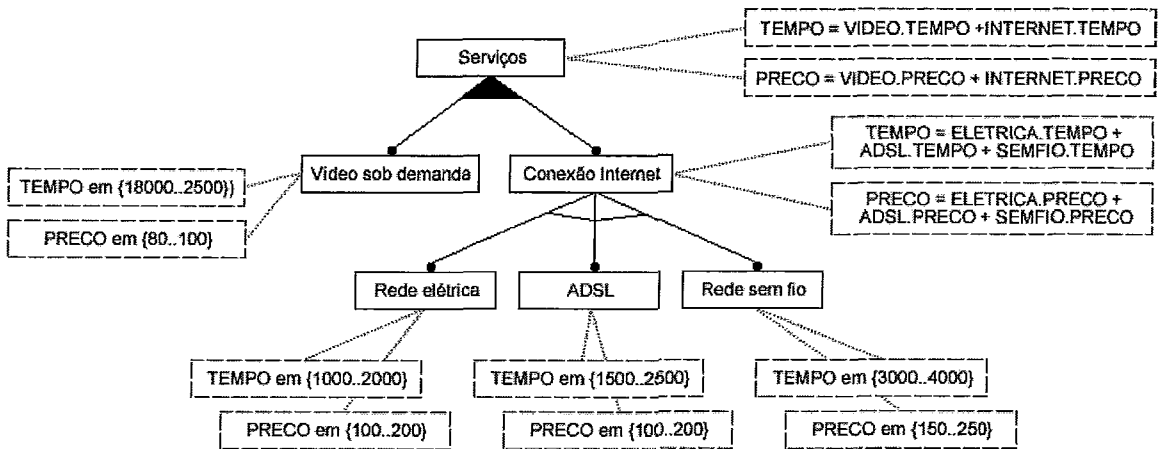 TEMPO = VIDEO.TEMPO +INTERNET.TEMPO
Serviços
PRECO = VIDEO.PRECO + INTERNET.PRECO
TEMPO = ELETRICA.TEMPO +
ADSL.TEMPO + SEMFIO.TEMPO
Vídeo sob demanda
Conexão Internet
TEMPO em {18000..2500}}
PRECO = ELETRICA.PRECO +
ADSL.PRECO + SEMFIO.PRECO
PRECO em {80..100}
Rede elétrica
ADSL
Rede sem fio
TEMPO em {1000..2000}
TEMPO em {1500..2500}
TEMPO em {3000..4000}
PRECO em {100..200}
PRECO em {100..200}
PRECO em {150..250}